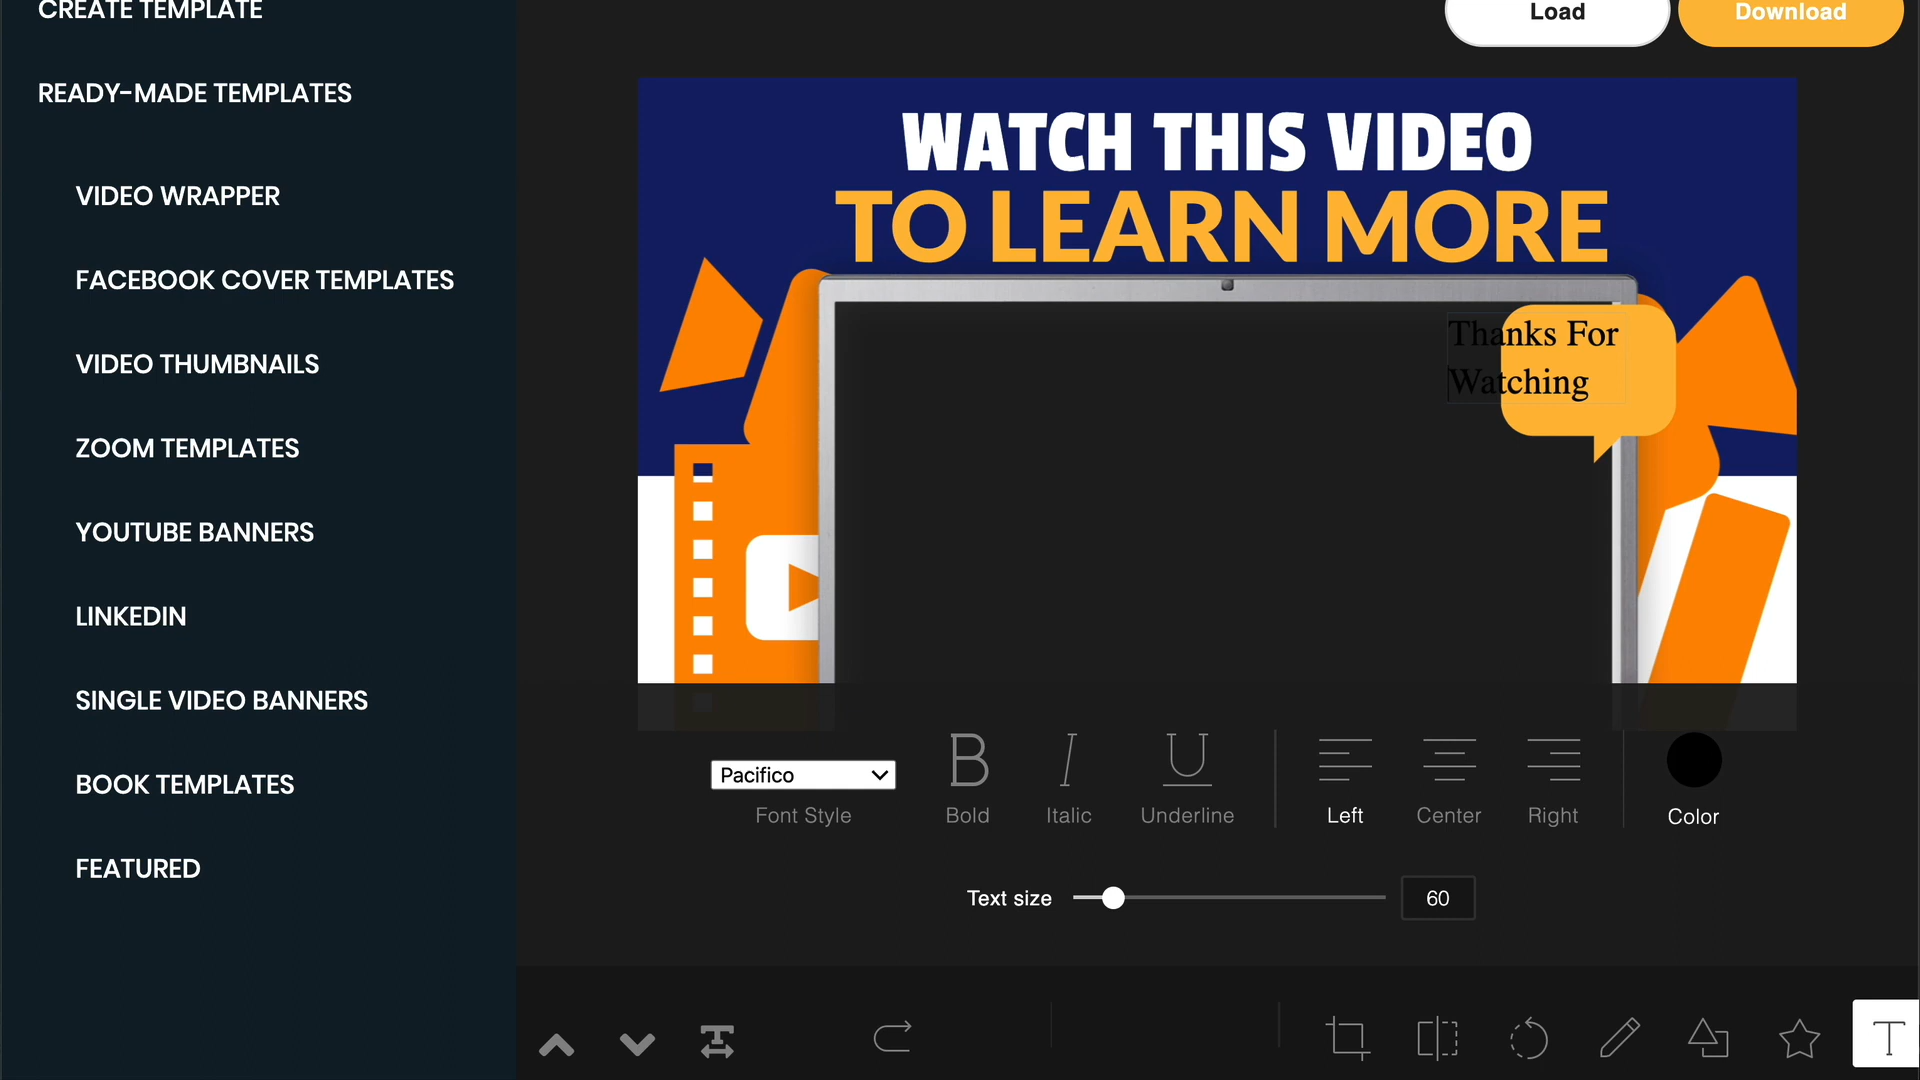 CREATE TEMPLATE
Load
Download
READY-MADE TEMPLATES
VIDEO WRAPPER
FACEBOOK COVER TEMPLATES
VIDEO THUMBNAILS
ZOOM TEMPLATES
YOUTUBE BANNERS
LINKEDIN
SINGLE VIDEO BANNERS
BOOK TEMPLATES
FEATURED
WATCH THIS VIDEO
TO LEARN MORE
Thanks For
Watching
Pacifico
Font Style
B
Bold
I
Italic
U
Underline
Left
Center
Right
Color
Text size
60
T
T